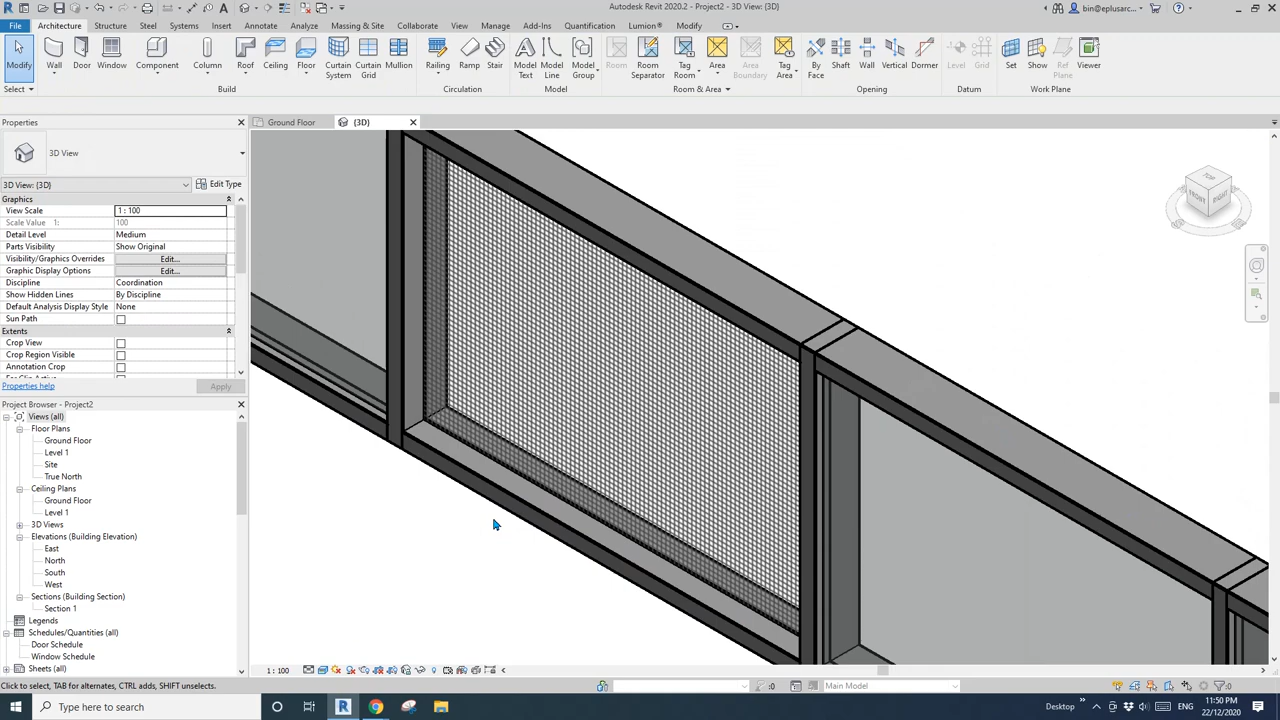 Autodesk Revit 2020.2 - Project2 - 3D View: {3D}
bin@eplusarc...
File Architecture Structure Steel Systems Insert Annotate Analyze Massing & Site Collaborate View Manage Add-Ins Quantification Lumion® Modify
Modify Wall Door Window Component Column Roof Ceiling Floor Curtain System Curtain Grid Mullion Railing Ramp Stair Model Text Model Line Model Group Room Room Separator Tag Room Area Area Boundary Tag Area By Face Shaft Wall Vertical Dormer Level Grid Set Show Ref Plane Viewer
Select Build Circulation Model Room & Area Opening Datum Work Plane
Properties
Ground Floor
{3D}
3D View
3D View: {3D}
Edit Type
Graphics
View Scale 1 : 100
Scale Value 1: 100
Detail Level Medium
Parts Visibility Show Original
Visibility/Graphics Overrides Edit...
Graphic Display Options Edit...
Discipline Coordination
Show Hidden Lines By Discipline
Default Analysis Display Style None
Sun Path
Extents
Crop View
Crop Region Visible
Annotation Crop
Properties help Apply
Project Browser - Project2
Views (all)
Floor Plans
Ground Floor
Level 1
Site
True North
Ceiling Plans
Ground Floor
Level 1
3D Views
Elevations (Building Elevation)
East
North
South
West
Sections (Building Section)
Section 1
Legends
Schedules/Quantities (all)
Door Schedule
Window Schedule
Sheets (all)
TOP
FRONT
RIGHT
1 : 100
Click to select, TAB for alternates, CTRL adds, SHIFT unselects.
:0
Main Model
:0
Type here to search
Desktop
ENG
11:50 PM
22/12/2020